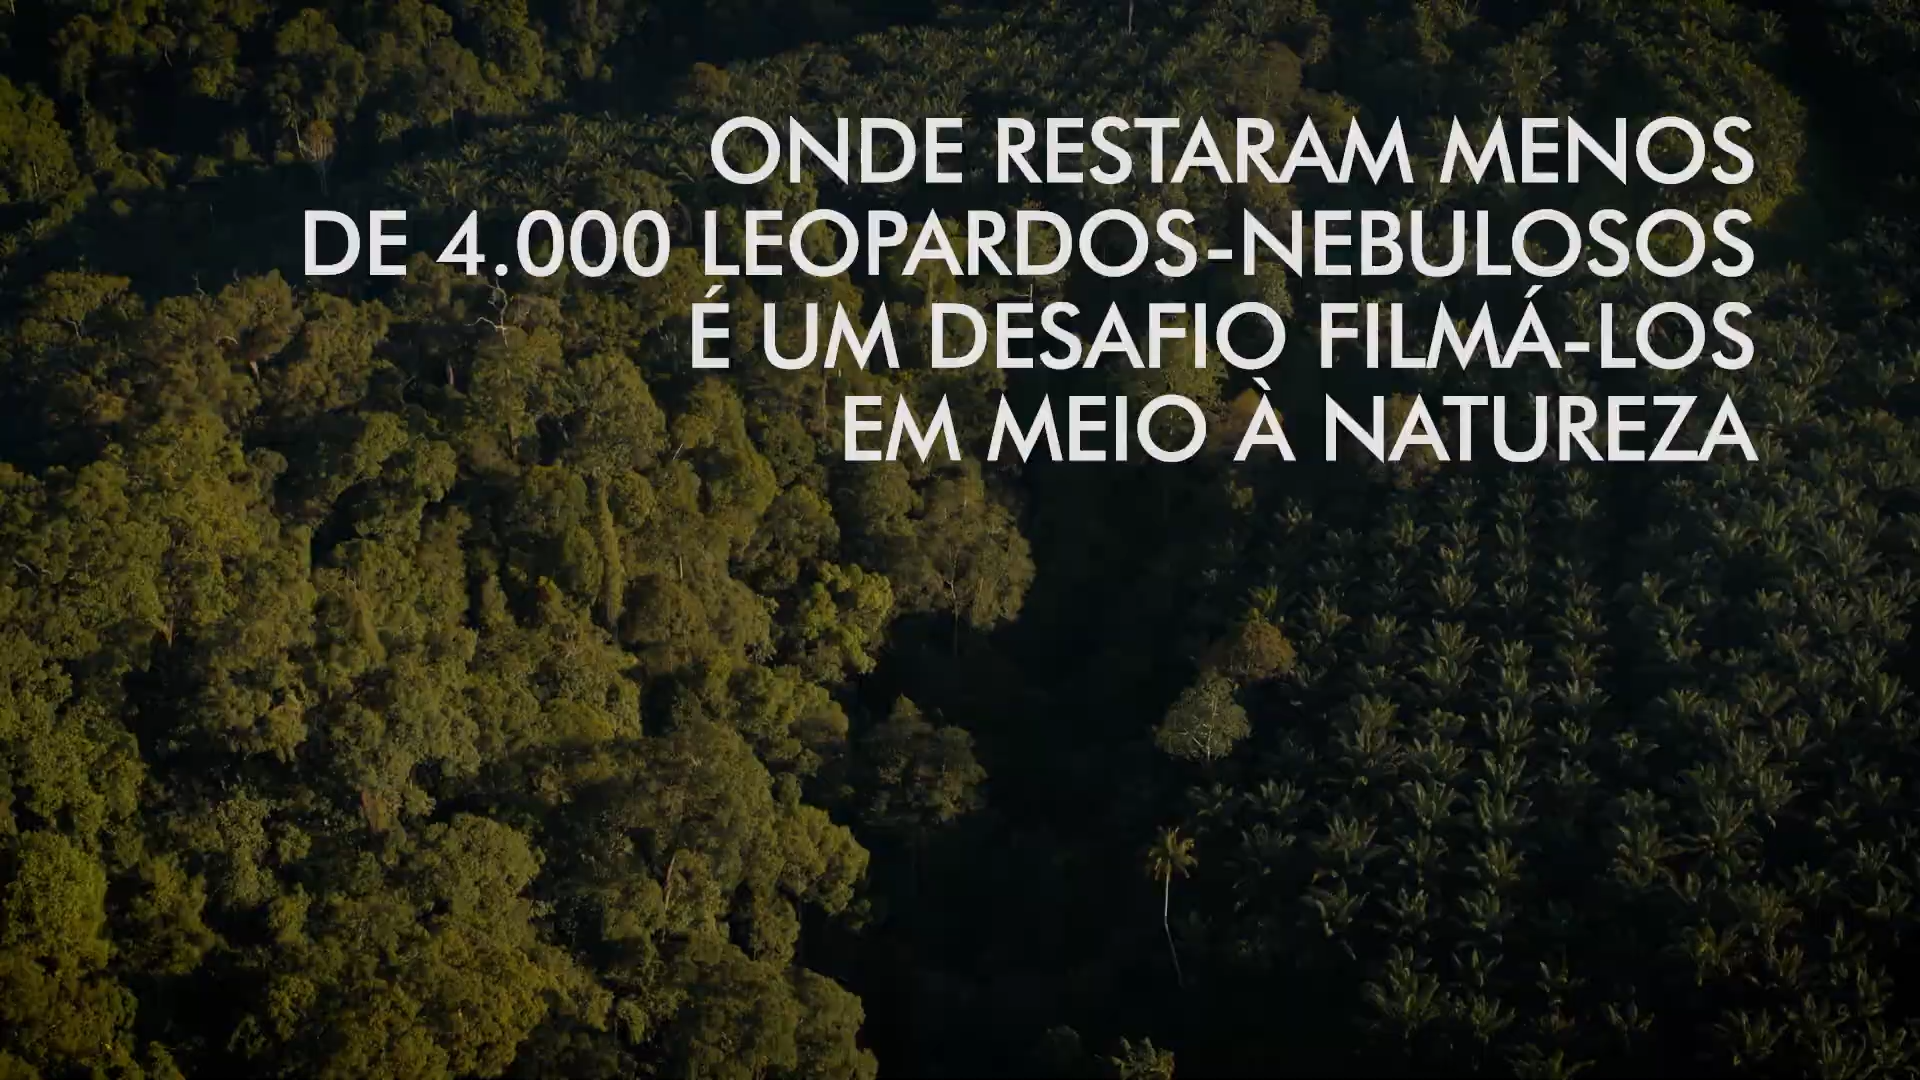 ONDE RESTARAM MENOS
DE 4.000 LEOPARDOS-NEBULOSOS
É UM DESAFIO FILMÁ-LOS
EM MEIO À NATUREZA